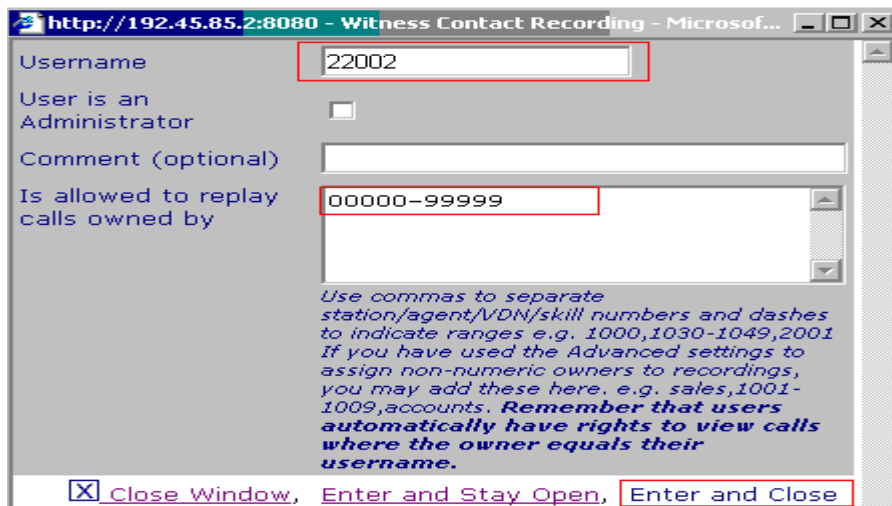 http://192.45.85.2:8080 - Witness Contact Recording - Microsof...
Username
22002
User is an
Administrator
Comment (optional)
Is allowed to replay
calls owned by
00000-99999
Use commas to separate
station/agent/VDN/skill numbers and dashes
to indicate ranges e.g. 1000,1030-1049,2001
If you have used the Advanced settings to
assign non-numeric owners to recordings,
you may add these here. e.g. sales,1001-
1009,accounts. Remember that users
automatically have rights to view calls
where the owner equals their
username.
X Close Window, Enter and Stay Open, Enter and Close